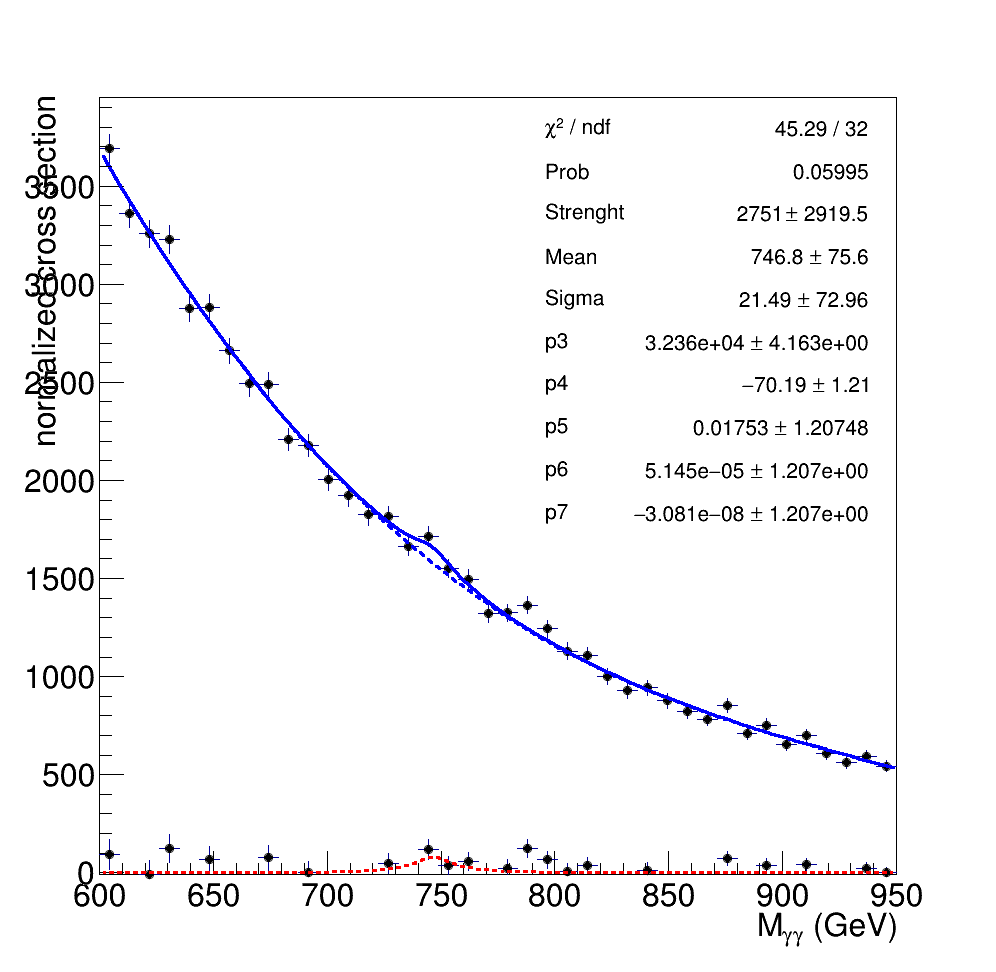 normalized cross section
χ² / ndf 45.29 / 32
Prob 0.05995
Strenght 2751± 2919.5
Mean 746.8 ± 75.6
Sigma 21.49 ± 72.96
p3 3.236e+04 ± 4.163e+00
p4 −70.19 ± 1.21
p5 0.01753 ± 1.20748
p6 5.145e−05 ± 1.207e+00
p7 −3.081e−08 ± 1.207e+00
3500
3000
2500
2000
1500
1000
500
0
600 650 700 750 800 850 900 950
Mγγ (GeV)